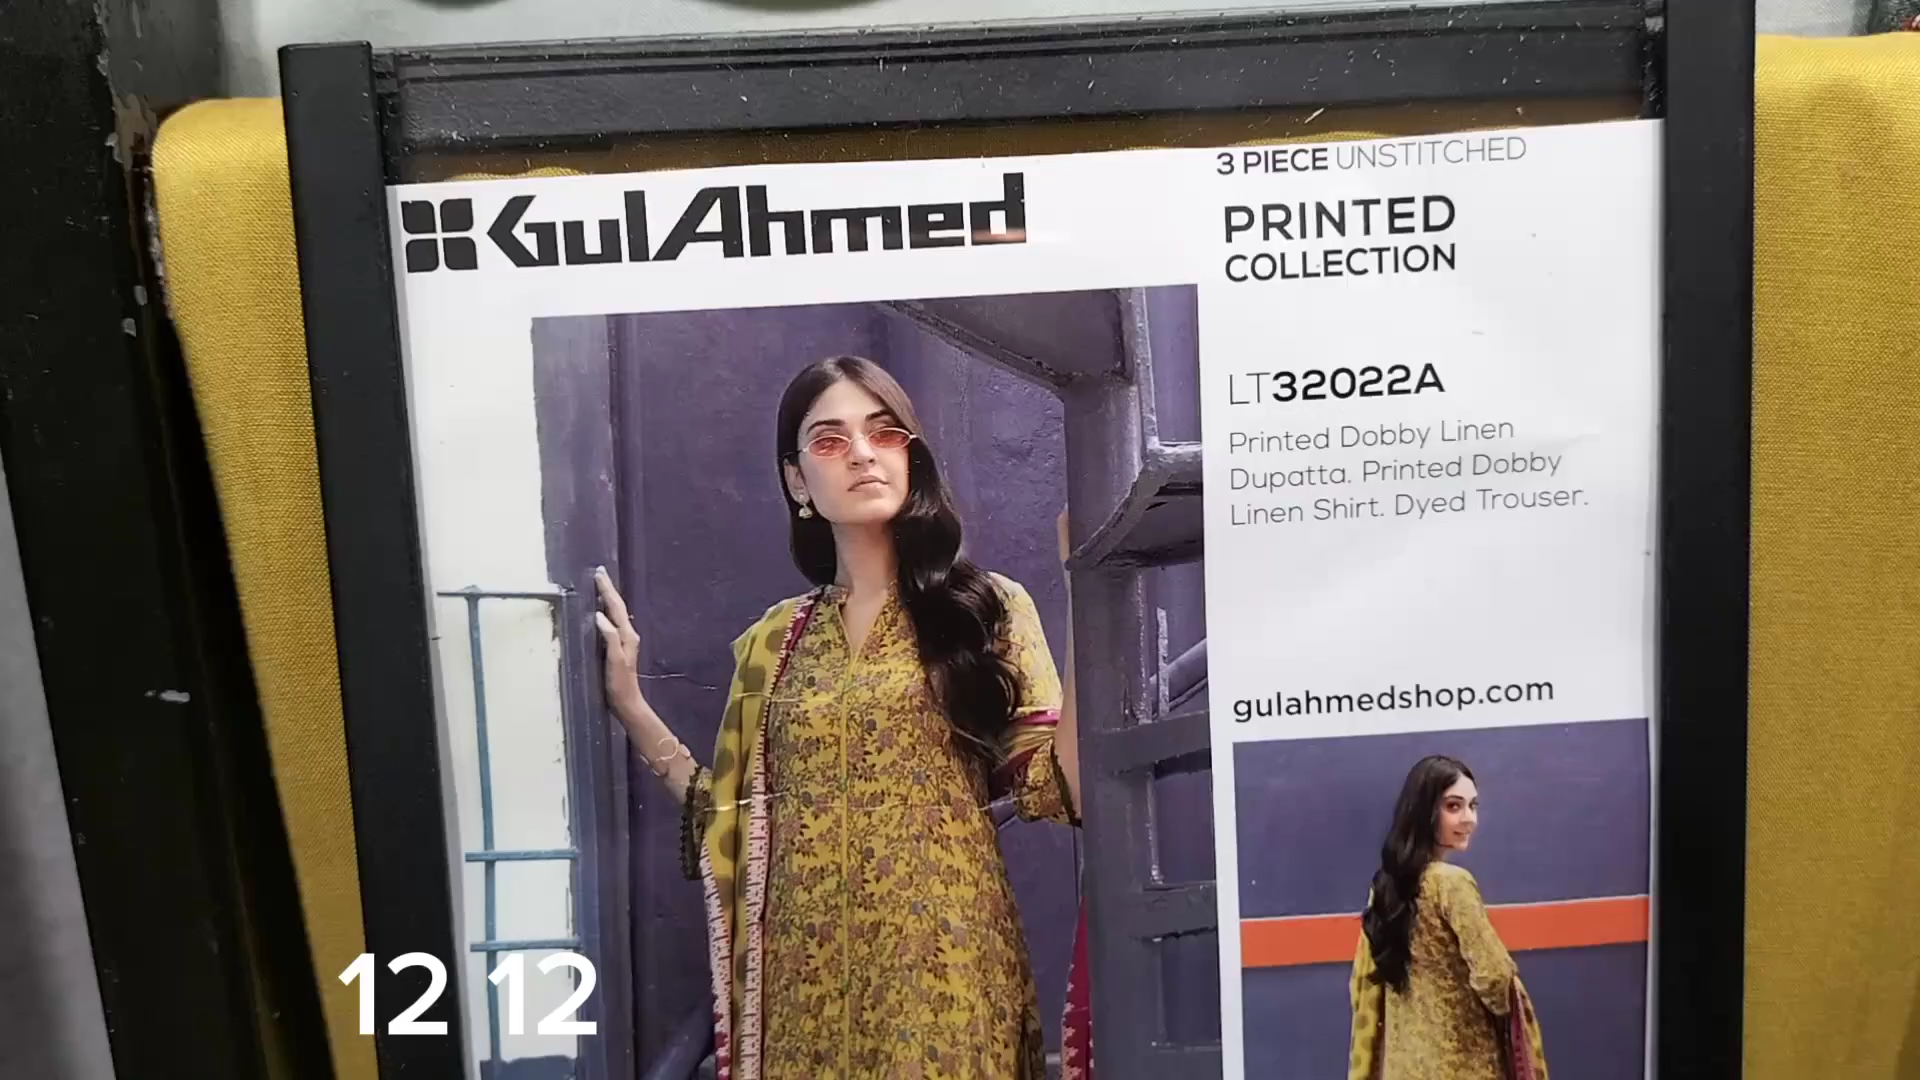 GulAhmed
3 PIECE UNSTITCHED
PRINTED
COLLECTION
LT32022A
Printed Dobby Linen
Dupatta. Printed Dobby
Linen Shirt. Dyed Trouser.
gulahmedshop.com
12 12